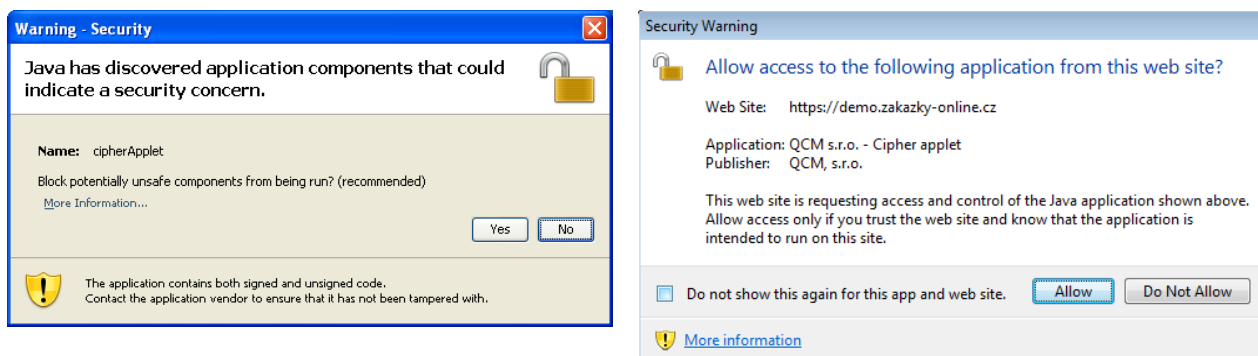 Warning - Security
Java has discovered application components that could
indicate a security concern.
Name: cipherApplet
Block potentially unsafe components from being run? (recommended)
More Information...
Yes No
The application contains both signed and unsigned code.
Contact the application vendor to ensure that it has not been tampered with.
Security Warning
Allow access to the following application from this web site?
Web Site: https://demo.zakazky-online.cz
Application: QCM s.r.o. - Cipher applet
Publisher: QCM, s.r.o.
This web site is requesting access and control of the Java application shown above.
Allow access only if you trust the web site and know that the application is
intended to run on this site.
Do not show this again for this app and web site. Allow Do Not Allow
More information